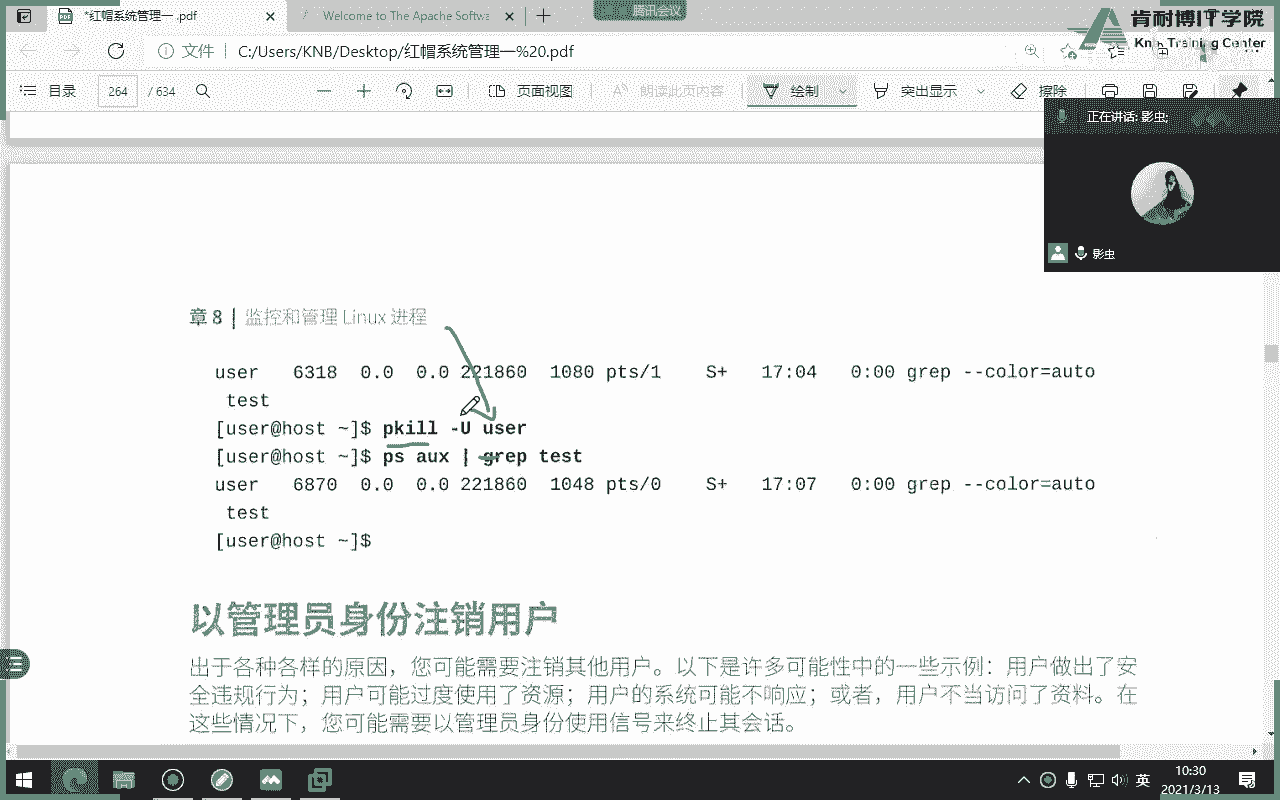 *红帽系统管理一 .pdf
Welcome to The Apache Softwa
腾讯会议
肯耐博IT学院
KnB Training Center
文件
C:/Users/KNB/Desktop/红帽系统管理一%20.pdf
目录
264
/ 634
页面视图
朗读此页内容
绘制
突出显示
擦除
正在讲话: 影虫;
影虫
章 8 | 监控和管理 Linux 进程
user 6318 0.0 0.0 221860 1080 pts/1 S+ 17:04 0:00 grep --color=auto
test
[user@host ~]$ pkill -U user
[user@host ~]$ ps aux | grep test
user 6870 0.0 0.0 221860 1048 pts/0 S+ 17:07 0:00 grep --color=auto
test
[user@host ~]$
以管理员身份注销用户
出于各种各样的原因，您可能需要注销其他用户。以下是许多可能性中的一些示例：用户做出了安
全违规行为；用户可能过度使用了资源；用户的系统可能不响应；或者，用户不当访问了资料。在
这些情况下，您可能需要以管理员身份使用信号来终止其会话。
英
10:30
2021/3/13